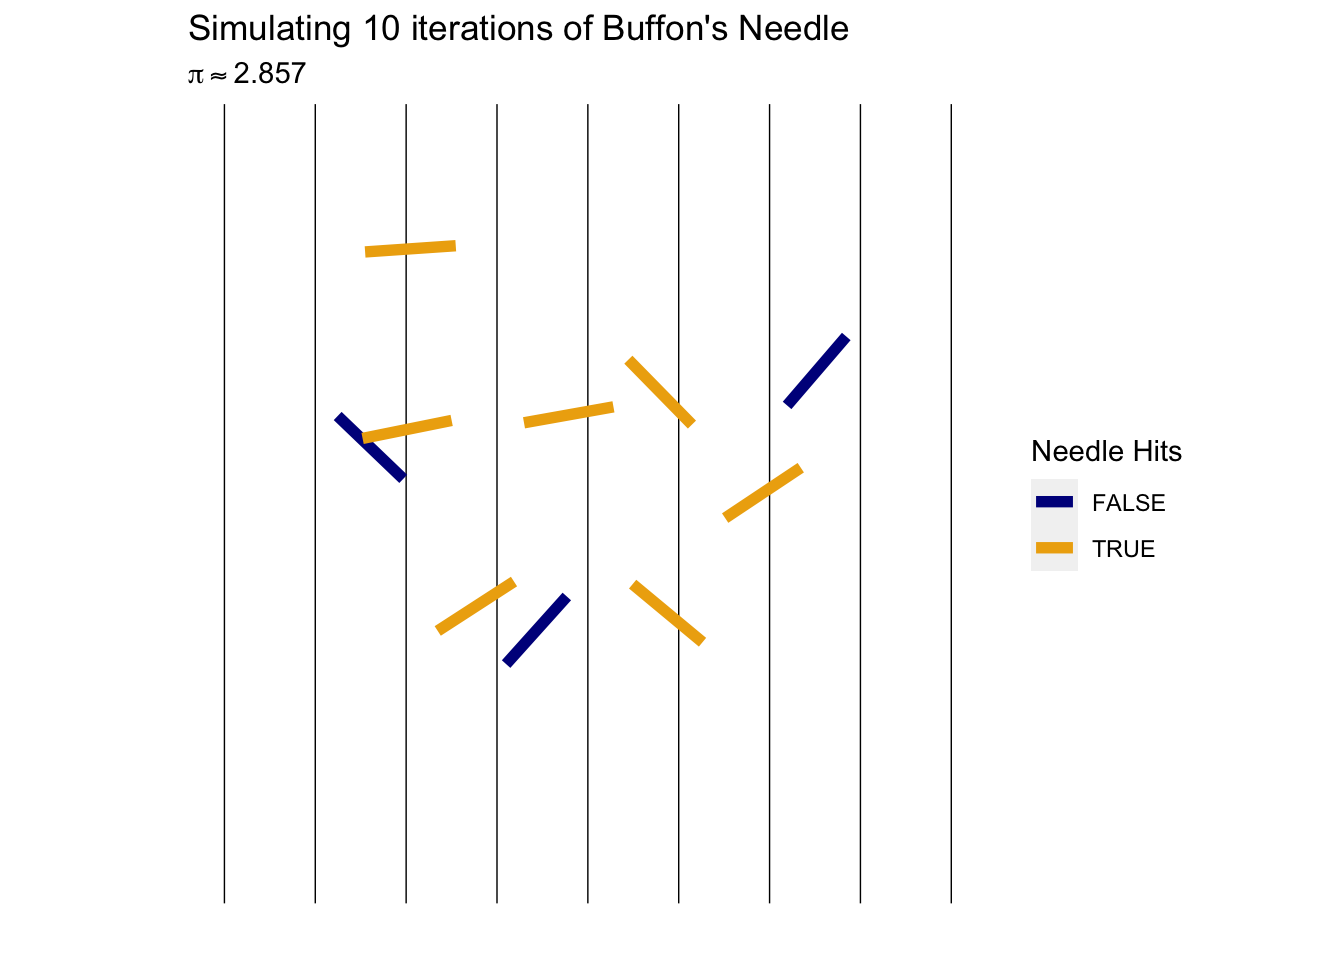 Simulating 10 iterations of Buffon's Needle
π ≈ 2.857
Needle Hits
FALSE
TRUE